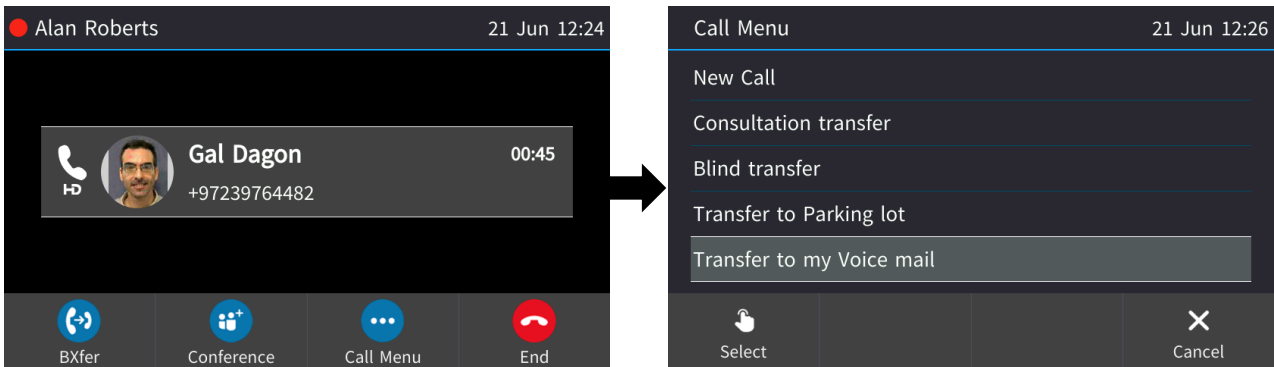 Alan Roberts 21 Jun 12:24
Gal Dagon 00:45
HD +97239764482
BXfer Conference Call Menu End
Call Menu 21 Jun 12:26
New Call
Consultation transfer
Blind transfer
Transfer to Parking lot
Transfer to my Voice mail
Select Cancel